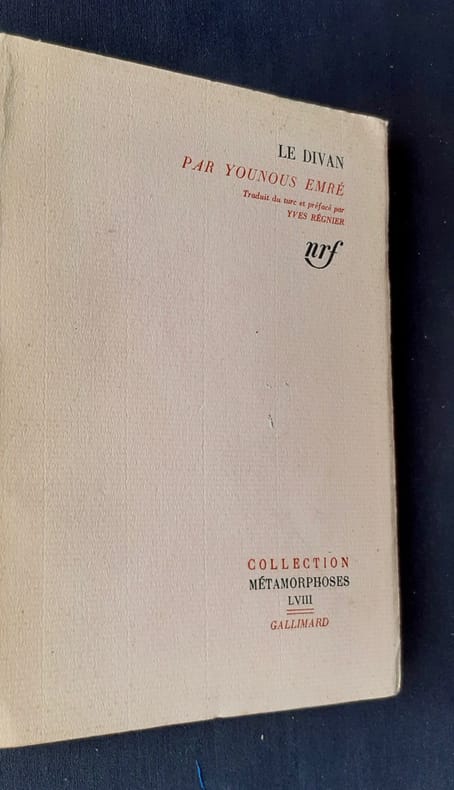 LE DIVAN
PAR YOUNOUS EMRÉ
Traduit du turc et préfacé par
YVES RÉGNIER
nrf
COLLECTION
MÉTAMORPHOSES
LVIII
GALLIMARD